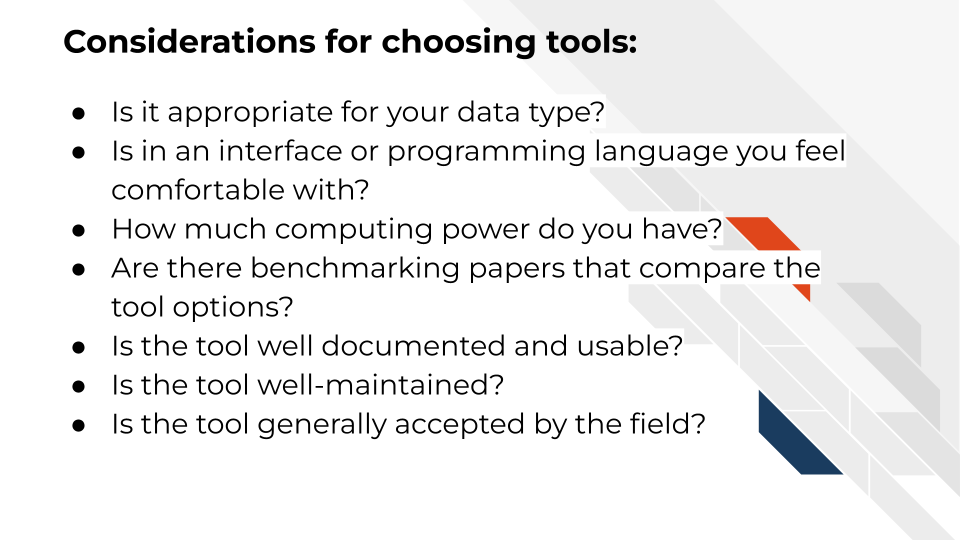 Considerations for choosing tools:
● Is it appropriate for your data type?
● Is in an interface or programming language you feel
comfortable with?
● How much computing power do you have?
● Are there benchmarking papers that compare the
tool options?
● Is the tool well documented and usable?
● Is the tool well-maintained?
● Is the tool generally accepted by the field?